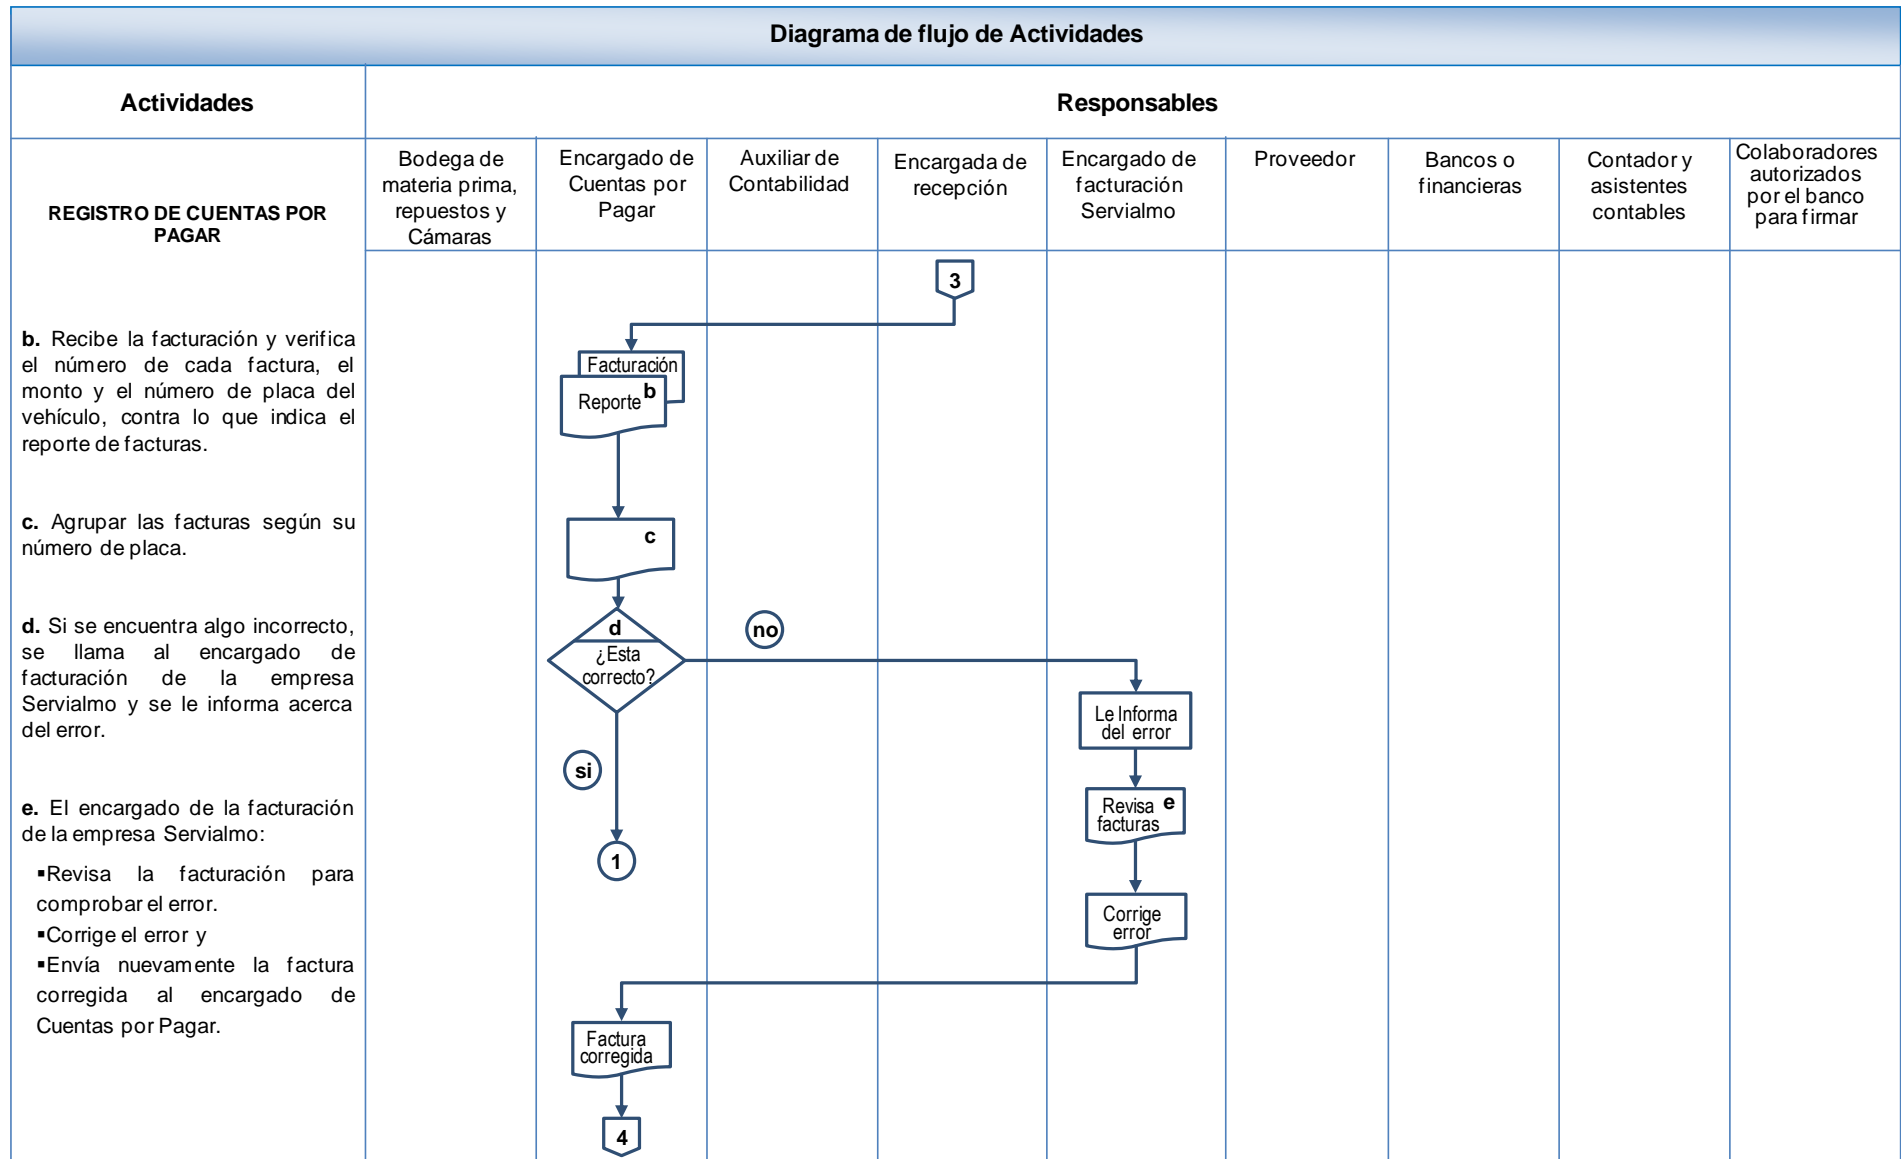 Diagrama de flujo de Actividades
Actividades
Responsables
REGISTRO DE CUENTAS POR
PAGAR
Bodega de
materia prima,
repuestos y
Cámaras
Encargado de
Cuentas por
Pagar
Auxiliar de
Contabilidad
Encargada de
recepción
Encargado de
facturación
Servialmo
Proveedor
Bancos o
financieras
Contador y
asistentes
contables
Colaboradores
autorizados
por el banco
para firmar
b. Recibe la facturación y verifica
el número de cada factura, el
monto y el número de placa del
vehículo, contra lo que indica el
reporte de facturas.
c. Agrupar las facturas según su
número de placa.
d. Si se encuentra algo incorrecto,
se llama al encargado de
facturación de la empresa
Servialmo y se le informa acerca
del error.
e. El encargado de la facturación
de la empresa Servialmo:
▪Revisa la facturación para
comprobar el error.
▪Corrige el error y
▪Envía nuevamente la factura
corregida al encargado de
Cuentas por Pagar.
3
Facturación
Reporte b
c
d
¿Esta
correcto?
no
si
1
Le Informa
del error
Revisa e
facturas
Corrige
error
Factura
corregida
4